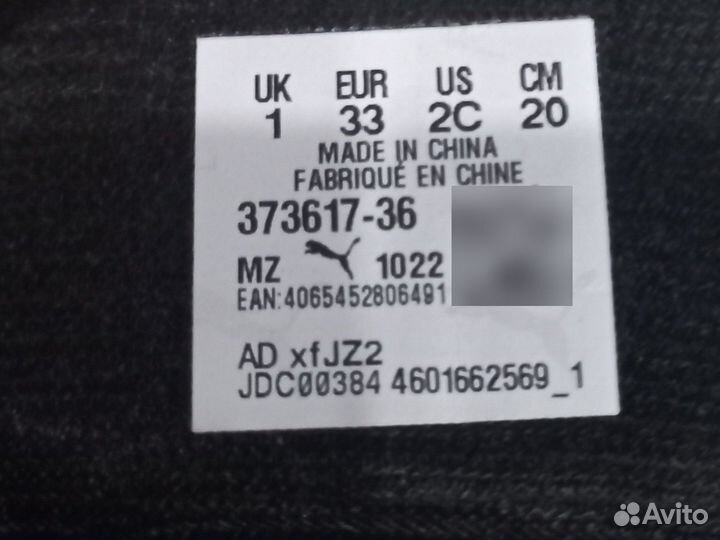 UK EUR US CM
1 33 2C 20
MADE IN CHINA
FABRIQUÉ EN CHINE
373617-36
MZ 1022
EAN:4065452806491
AD xfJZ2
JDC00384 4601662569_1
Avito